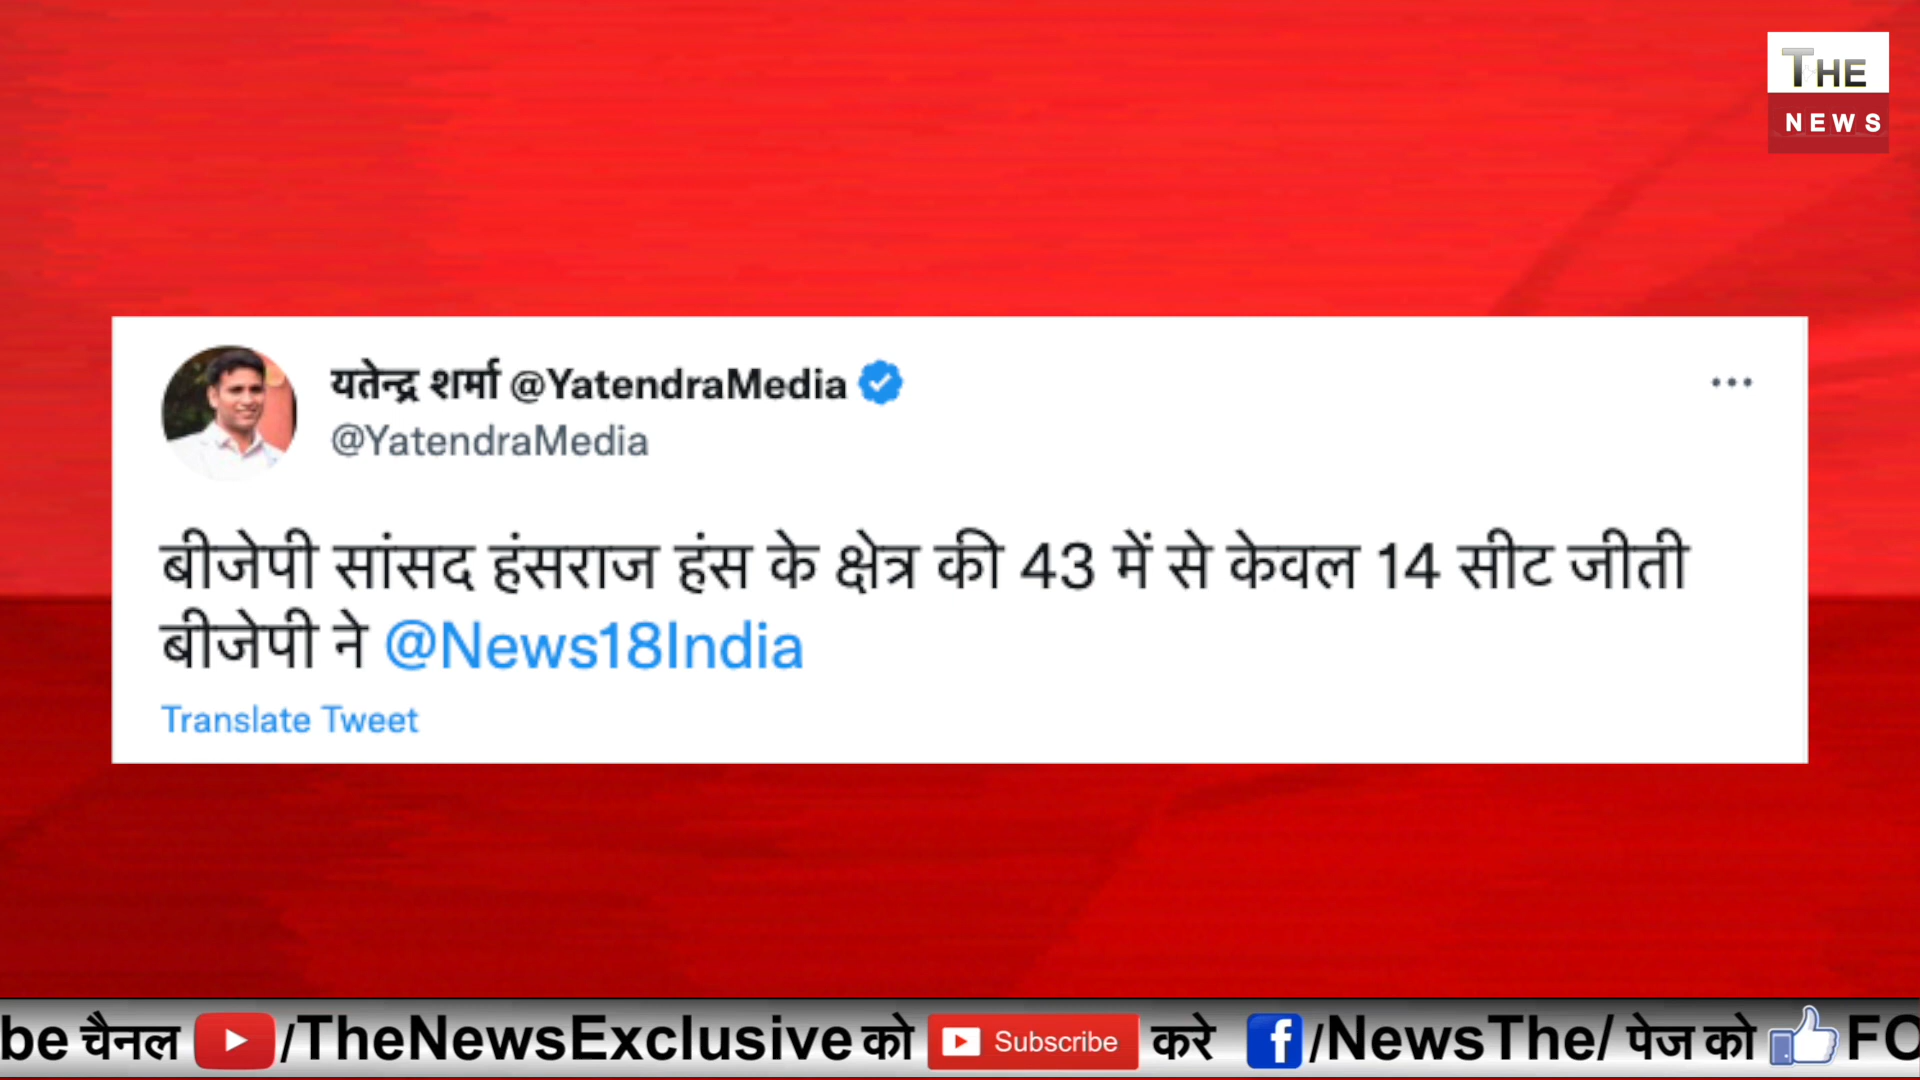 THE
NEWS
यतेन्द्र शर्मा @YatendraMedia
@YatendraMedia
बीजेपी सांसद हंसराज हंस के क्षेत्र की 43 में से केवल 14 सीट जीती
बीजेपी ने @News18India
Translate Tweet
be चैनल /TheNewsExclusive को Subscribe करे f /NewsThe/ पेज को FO